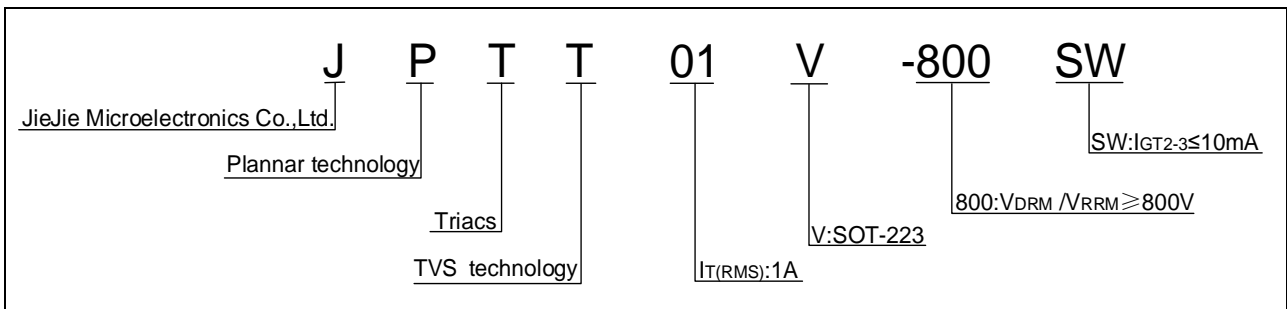 J P T T 01 V -800 SW
JieJie Microelectronics Co.,Ltd.
SW:IGT2-3≤10mA
Plannar technology
800:VDRM /VRRM≥800V
Triacs
V:SOT-223
TVS technology
IT(RMS):1A